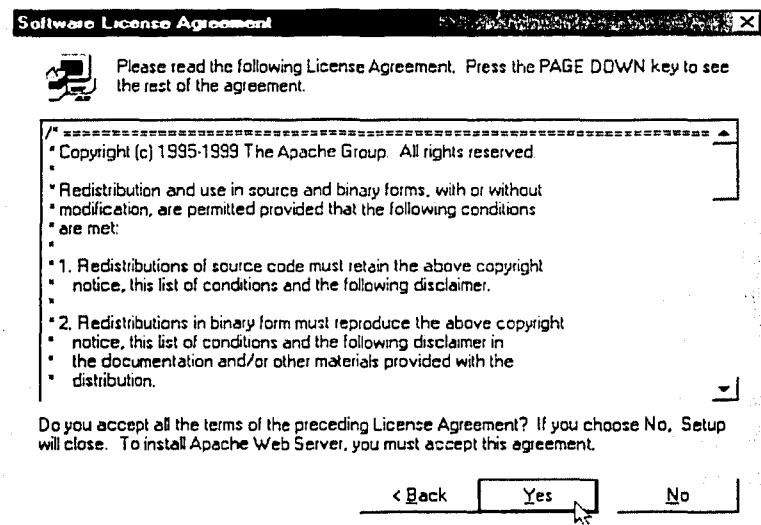 Software License Agreement
Please read the following License Agreement. Press the PAGE DOWN key to see
the rest of the agreement.
/* ====================================================================
* Copyright (c) 1995-1999 The Apache Group. All rights reserved.
*
* Redistribution and use in source and binary forms, with or without
* modification, are permitted provided that the following conditions
* are met:
*
* 1. Redistributions of source code must retain the above copyright
* notice, this list of conditions and the following disclaimer.
*
* 2. Redistributions in binary form must reproduce the above copyright
* notice, this list of conditions and the following disclaimer in
* the documentation and/or other materials provided with the
* distribution.
Do you accept all the terms of the preceding License Agreement? If you choose No, Setup
will close. To install Apache Web Server, you must accept this agreement.
< Back
Yes
No